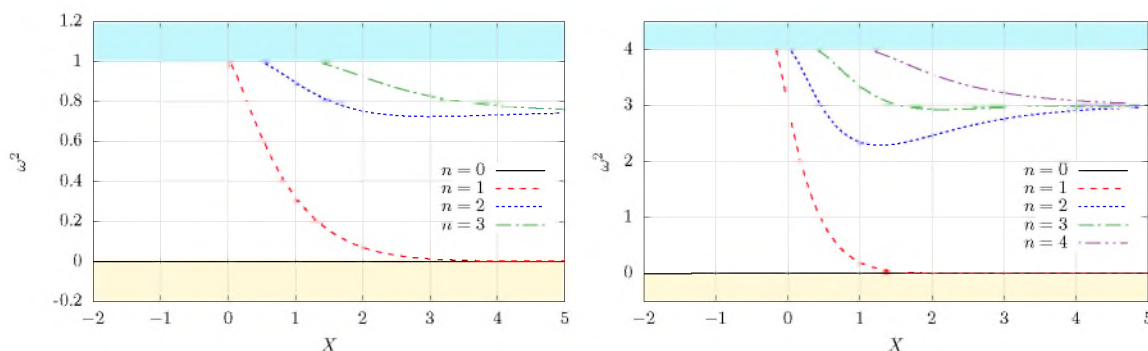 1.2
1
0.8
0.6
0.4
0.2
0
-0.2
ω²
−2 −1 0 1 2 3 4 5
X
n = 0
n = 1
n = 2
n = 3
4
3
2
1
0
ω²
−2 −1 0 1 2 3 4 5
X
n = 0
n = 1
n = 2
n = 3
n = 4